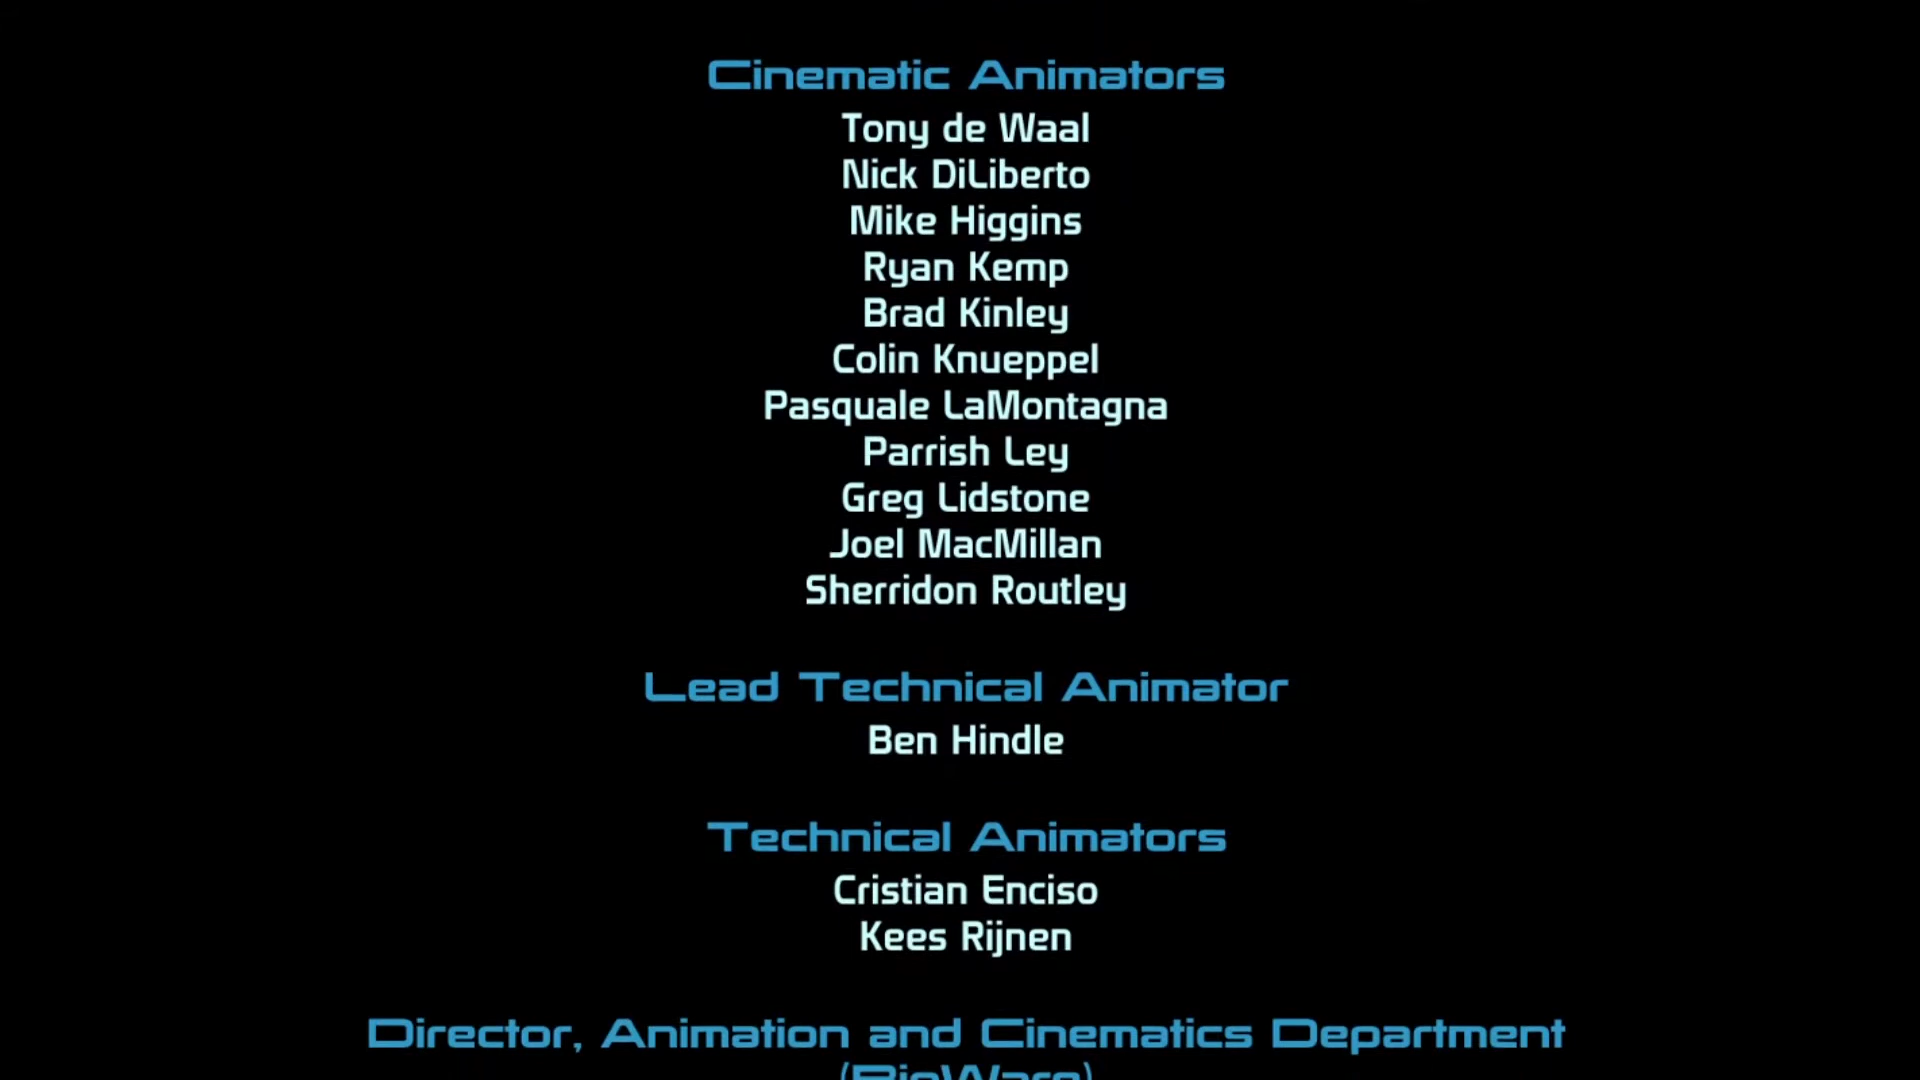 Cinematic Animators
Tony de Waal
Nick DiLiberto
Mike Higgins
Ryan Kemp
Brad Kinley
Colin Knueppel
Pasquale LaMontagna
Parrish Ley
Greg Lidstone
Joel MacMillan
Sherridon Routley
Lead Technical Animator
Ben Hindle
Technical Animators
Cristian Enciso
Kees Rijnen
Director, Animation and Cinematics Department
(BioWare)